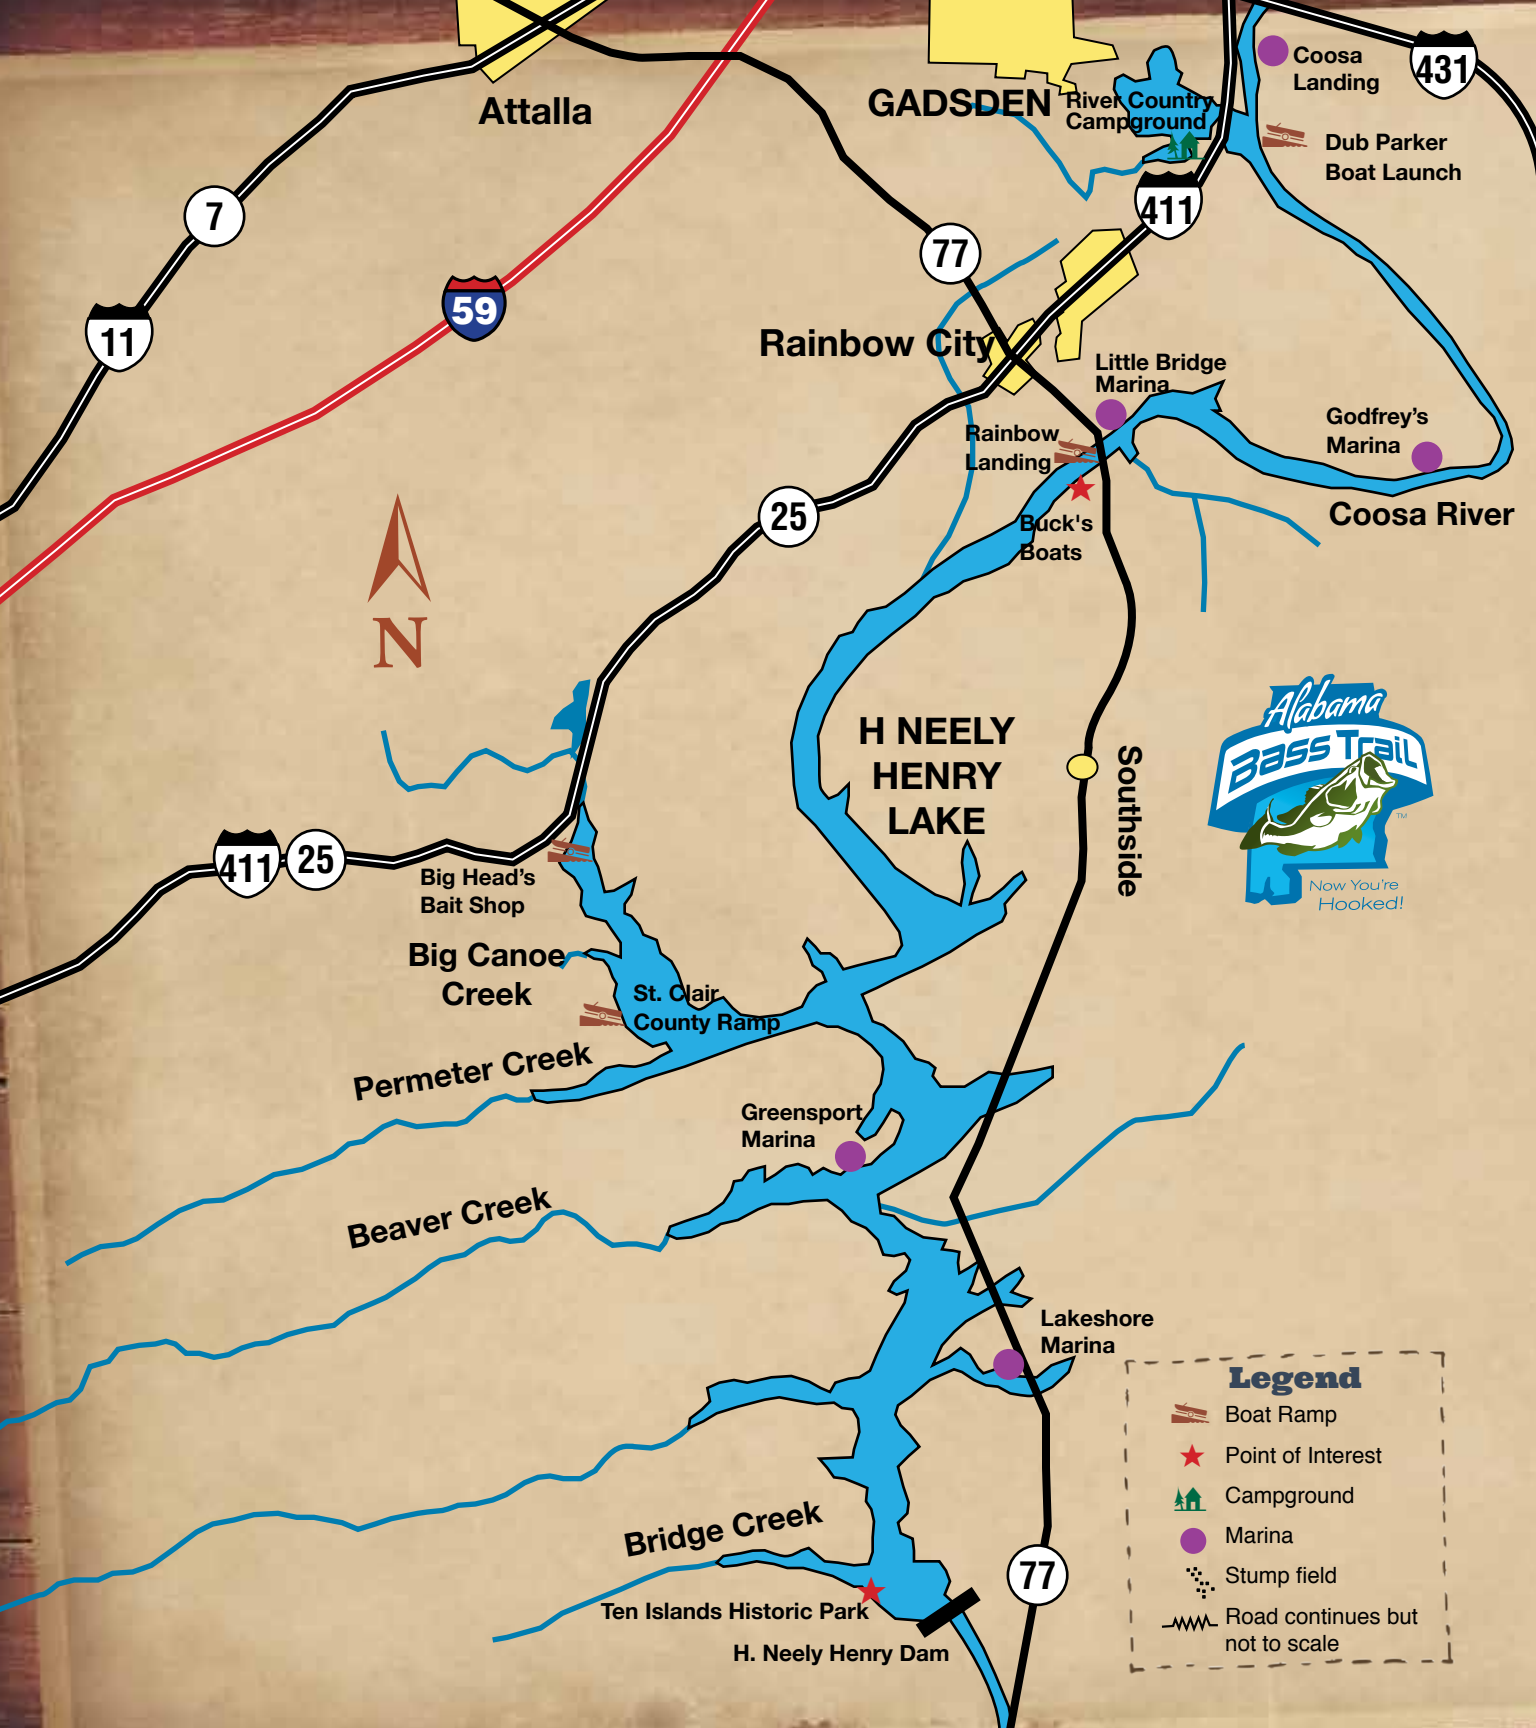 Coosa
Landing
431
Attalla
GADSDEN
River Country
Campground
Dub Parker
Boat Launch
7
411
77
59
11
Rainbow City
Little Bridge
Marina
Rainbow
Landing
Godfrey's
Marina
25
Coosa River
Buck's
Boats
N
H NEELY
HENRY
LAKE
Southside
Alabama
Bass Trail
TM
Now You're
Hooked!
411
25
Big Head's
Bait Shop
Big Canoe
Creek
St. Clair
County Ramp
Permeter Creek
Greensport
Marina
Beaver Creek
Lakeshore
Marina
Bridge Creek
77
Ten Islands Historic Park
H. Neely Henry Dam
Legend
Boat Ramp
Point of Interest
Campground
Marina
Stump field
Road continues but
not to scale